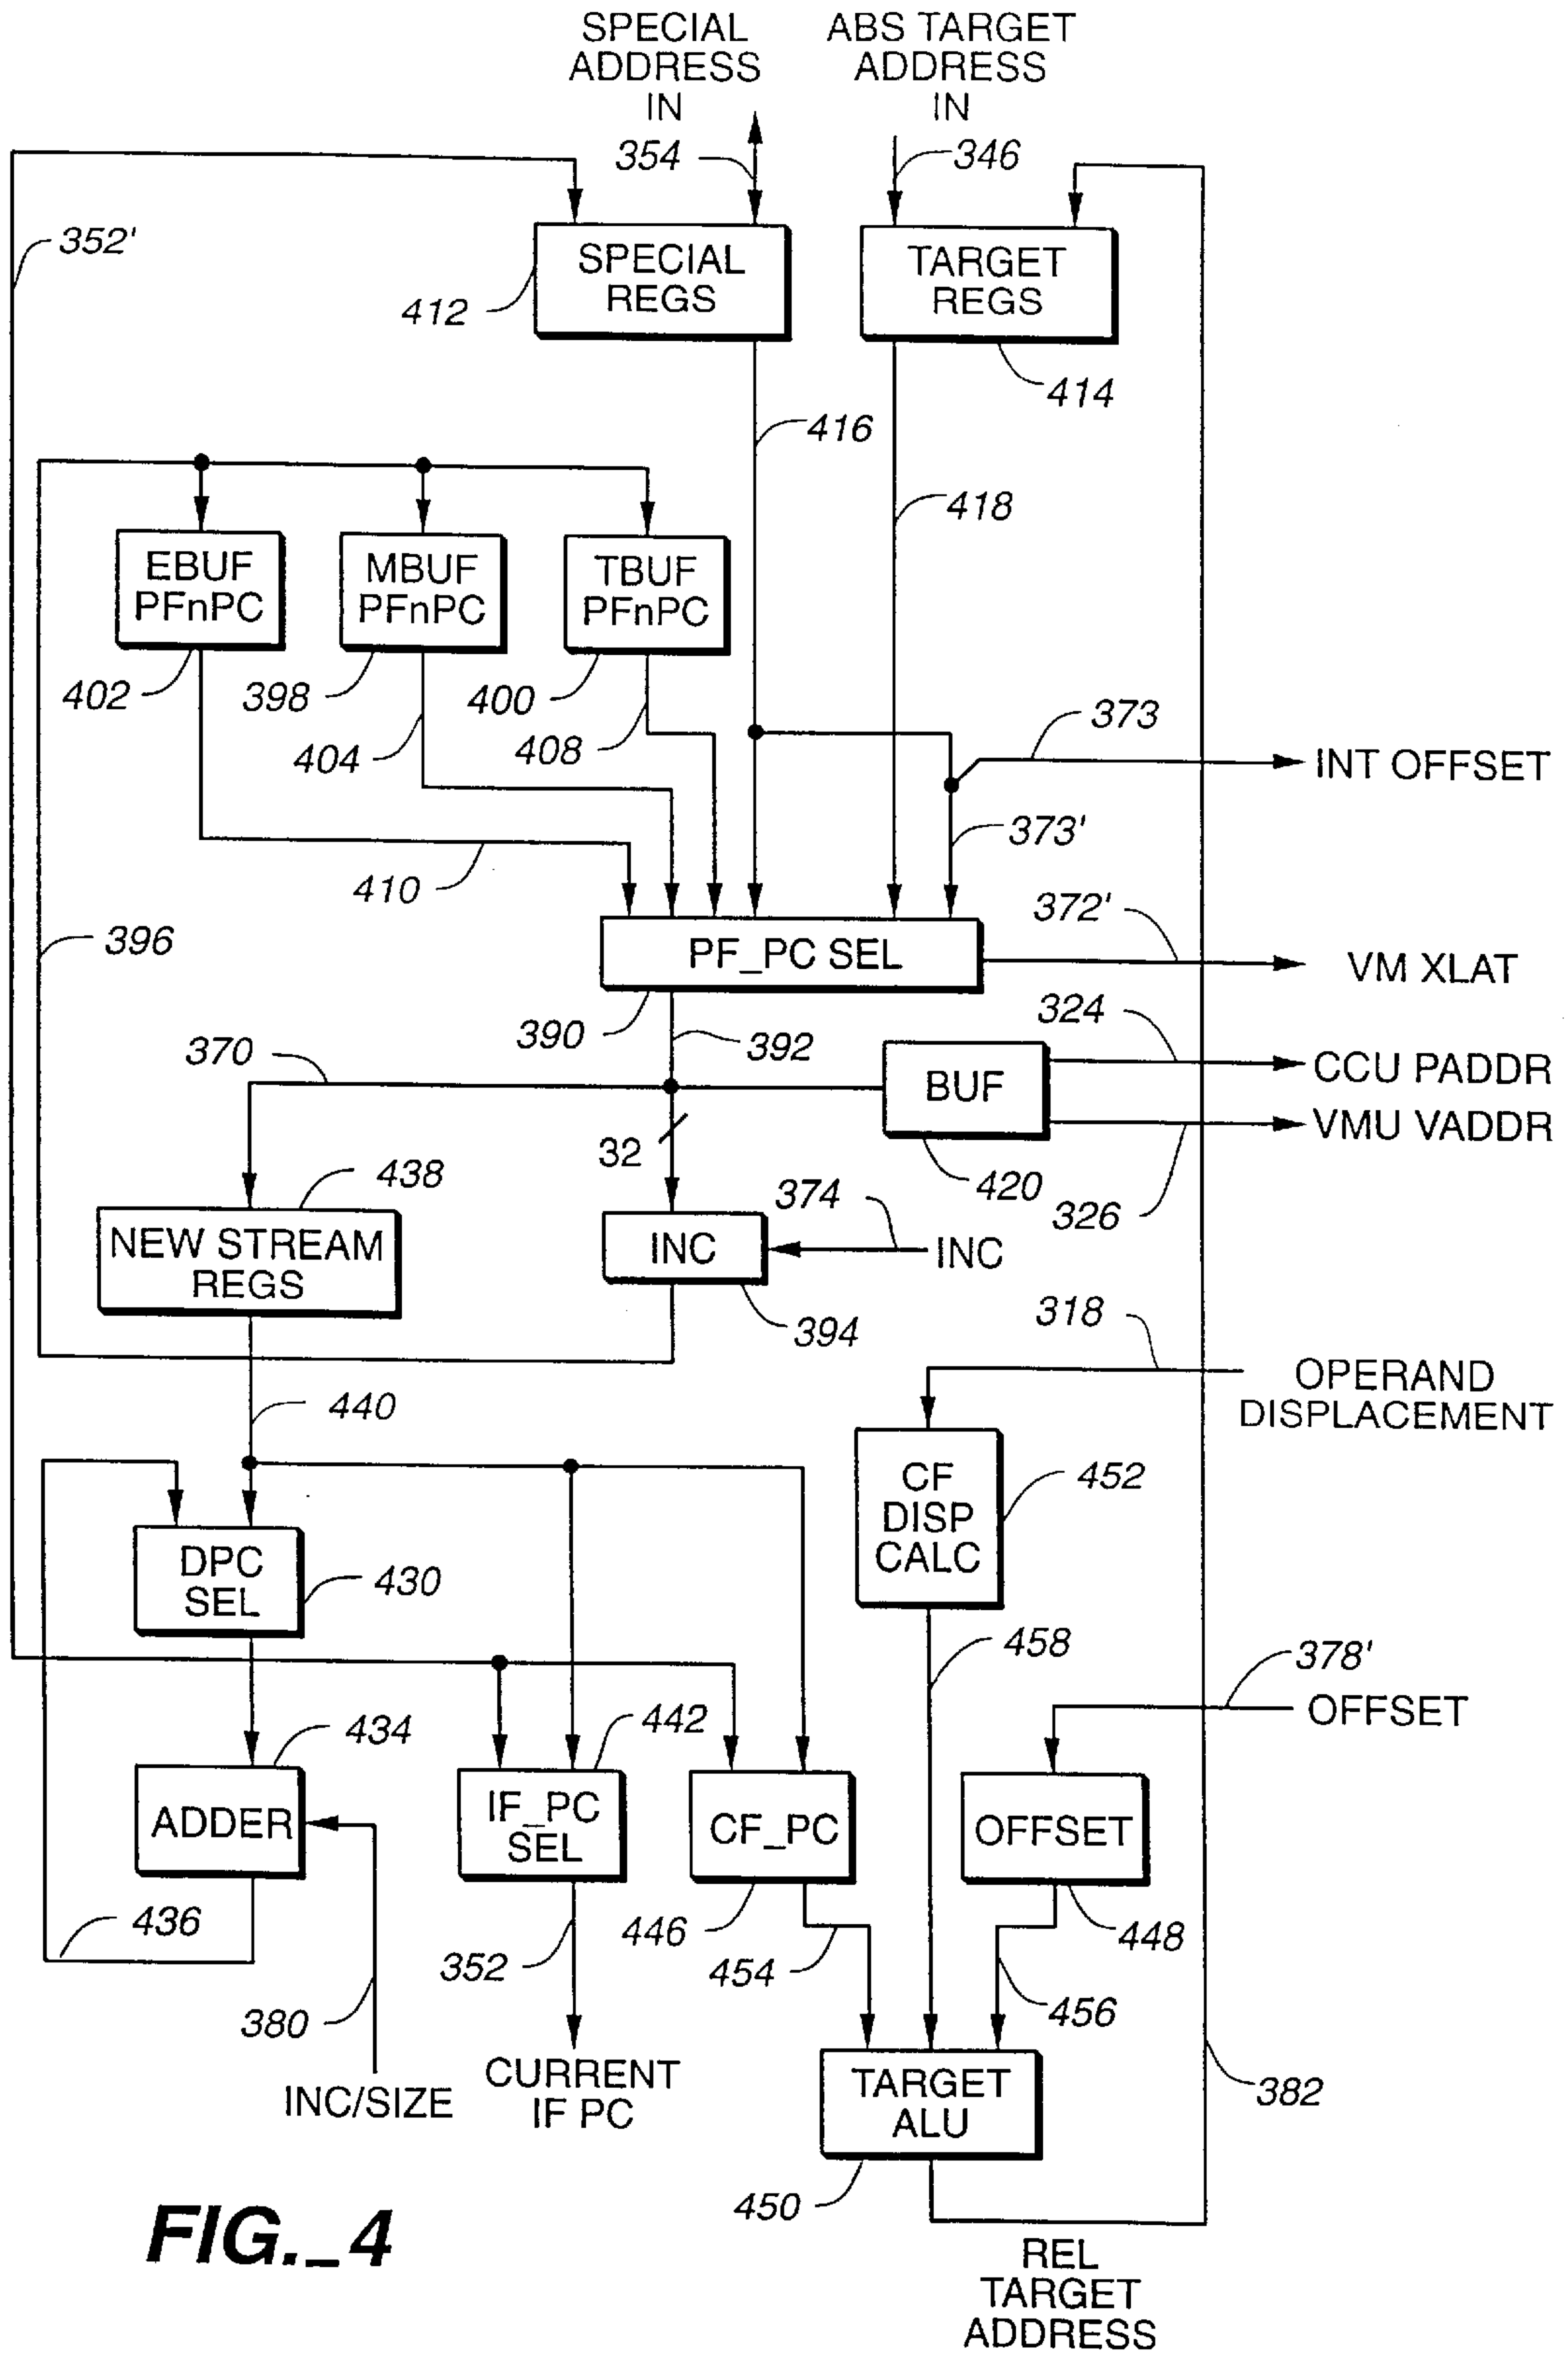 SPECIAL
ADDRESS
IN
ABS TARGET
ADDRESS
IN
354
346
352'
SPECIAL
REGS
412
TARGET
REGS
414
416
418
EBUF
PFnPC
MBUF
PFnPC
TBUF
PFnPC
402
398
400
404
408
373
INT OFFSET
373'
410
372'
396
PF_PC SEL
VM XLAT
390
392
324
370
BUF
CCU PADDR
VMU VADDR
32
420
326
438
374
NEW STREAM
REGS
INC
INC
394
318
OPERAND
DISPLACEMENT
440
CF
DISP
CALC
452
DPC
SEL
430
458
378'
OFFSET
434
442
ADDER
IF_PC
SEL
CF_PC
OFFSET
436
352
446
454
448
380
456
INC/SIZE
CURRENT
IF PC
TARGET
ALU
382
450
FIG._4
REL
TARGET
ADDRESS